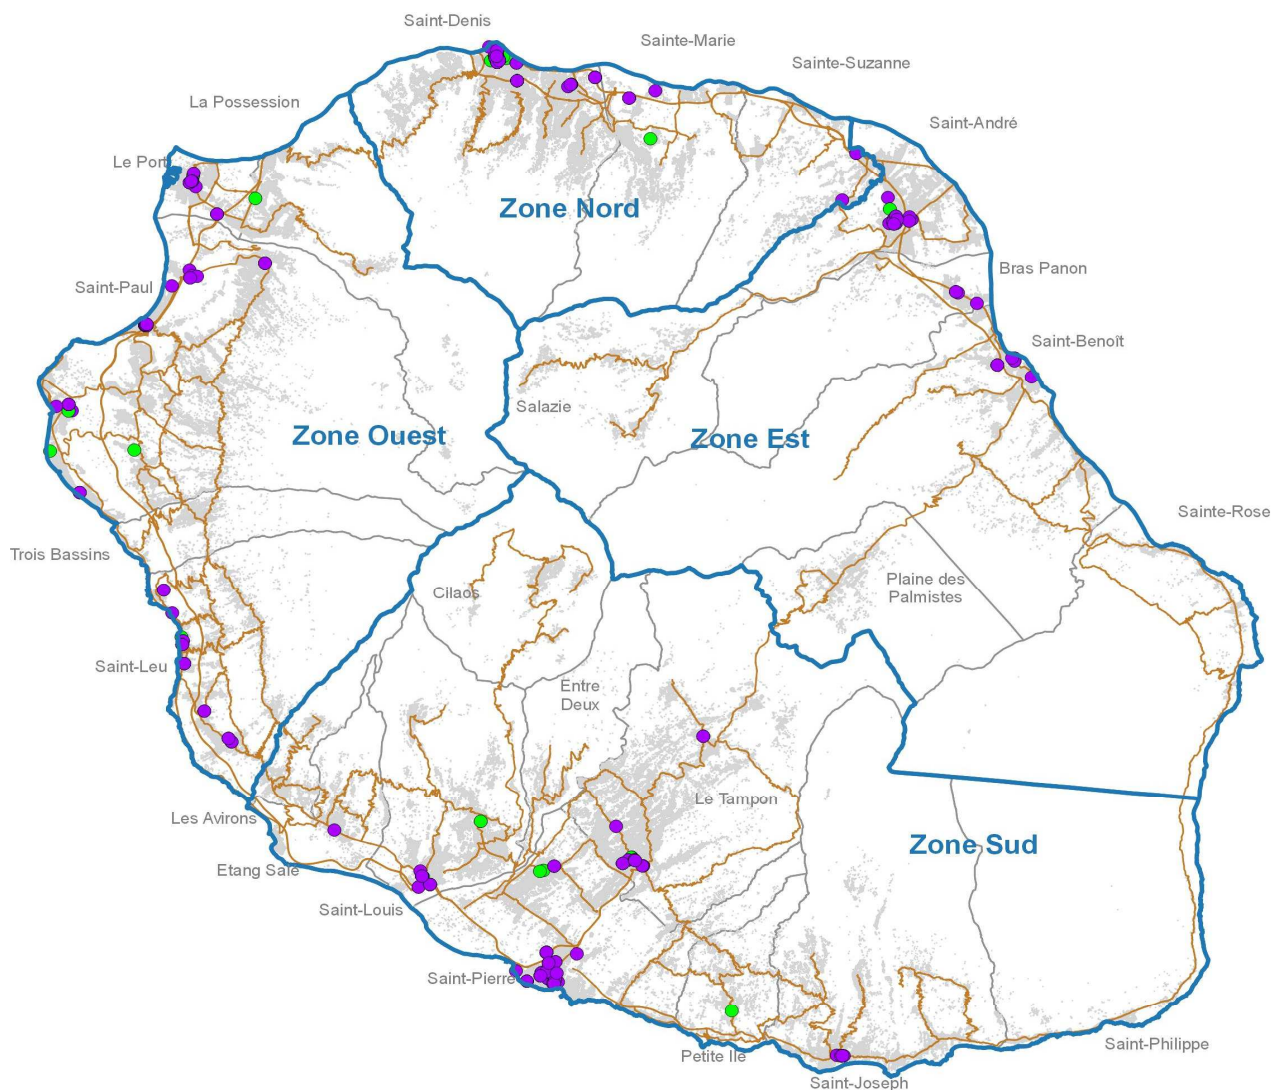 Saint-Denis
Sainte-Marie
Sainte-Suzanne
La Possession
Saint-André
Le Port
Zone Nord
Bras Panon
Saint-Paul
Saint-Benoît
Salazie
Zone Ouest
Zone Est
Sainte-Rose
Trois Bassins
Plaine des
Palmistes
Cilaos
Saint-Leu
Entre
Deux
Le Tampon
Les Avirons
Zone Sud
Etang Salé
Saint-Louis
Saint-Pierre
Saint-Philippe
Petite Ile
Saint-Joseph